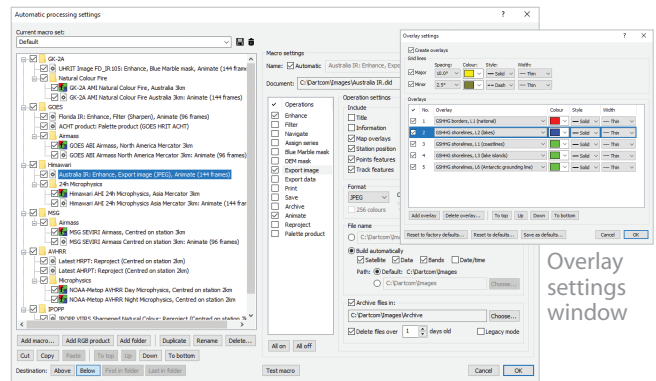 Automatic processing settings
Current macro set:
Default
GK-2A
UHRIT Image FD_IR105: Enhance, Blue Marble mask, Animate (144 frames)
Natural Colour Fire
GK-2A AMI Natural Colour Fire, Australia 3km
GK-2A AMI Natural Colour Fire Australia 3km: Animate (144 frames)
GOES
Florida IR: Enhance, Filter (Sharpen), Animate (96 frames)
ACHT product: Palette product (GOES HRIT ACHT)
Airmass
GOES ABI Airmass, North America Mercator 3km
GOES ABI Airmass North America Mercator 3km: Animate (96 frames)
Himawari
Australia IR: Enhance, Export image (JPEG), Animate (144 frames)
24h Microphysics
Himawari AHI 24h Microphysics, Asia Mercator 3km
Himawari AHI 24h Microphysics, Asia Mercator 3km: Animate (144 fra
MSG
Airmass
MSG SEVIRI Airmass, Centred on station 3km
MSG SEVIRI Airmass, Centred on station 3km: Animate (96 frames)
AVHRR
Latest HRPT: Reproject (Centred on station 2km)
Latest AHRPT: Reproject (Centred on station 2km)
Microphysics
NOAA-Metop AVHRR Day Microphysics, Centred on station 2km
NOAA-Metop AVHRR Night Microphysics, Centred on station 2km
IPOPP
IPOPP VIIRS Sharpened Natural Colour: Reproject (Centred on station
Add macro... Add RGB product Add folder Duplicate Rename Delete...
Cut Copy Paste To top Up Down To bottom
Destination: Above Below First in folder Last in folder
Macro settings
Name: Automatic Australia IR: Enhance, Expo
Document: C:\Dartcom\Images\Australia IR.did
Operations
Enhance
Filter
Navigate
Assign series
Blue Marble mask
DEM mask
Export image
Export data
Print
Save
Archive
Animate
Reproject
Palette product
All on All off
Operation settings
Include
Title
Information
Map overlays
Station position
Points features
Track features
Format
JPEG
256 colours
File name
C:\Dartcom\Images\Australia IR.jpg
Build automatically
Satellite Data Bands Date/time
Path: Default: C:\Dartcom\Images
C:\Dartcom\Images Choose...
Archive files in:
C:\Dartcom\Images\Archive Choose...
Delete files over 1 days old Legacy mode
Test macro Cancel OK
Overlay settings
Create overlays
Grid lines
Spacing: Colour: Style: Width:
Major 10.0° Solid Thin
Minor 2.5° Dash Thin
Overlays
No. Overlay Colour Style Width
1 GSHHG borders, L1 (national) Solid Thin
2 GSHHG shorelines, L2 (lakes) Solid Thin
3 GSHHG shorelines, L1 (coastlines) Solid Thin
4 GSHHG shorelines, L3 (lake islands) Solid Thin
5 GSHHG shorelines, L6 (Antarctic grounding line) Solid Thin
Add overlay Delete overlay... To top Up Down To bottom
Reset to factory defaults... Reset to defaults... Save as defaults... Cancel OK
Overlay
settings
window